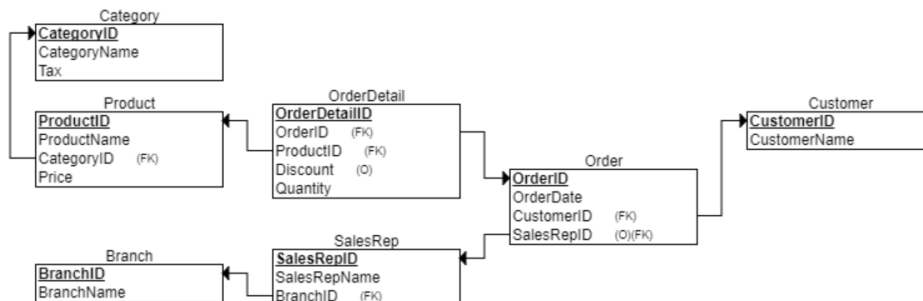 Category
CategoryID
CategoryName
Tax
Product
ProductID
ProductName
CategoryID (FK)
Price
OrderDetail
OrderDetailID
OrderID (FK)
ProductID (FK)
Discount (O)
Quantity
Customer
CustomerID
CustomerName
Order
OrderID
OrderDate
CustomerID (FK)
SalesRepID (O)(FK)
Branch
BranchID
BranchName
SalesRep
SalesRepID
SalesRepName
BranchID (FK)